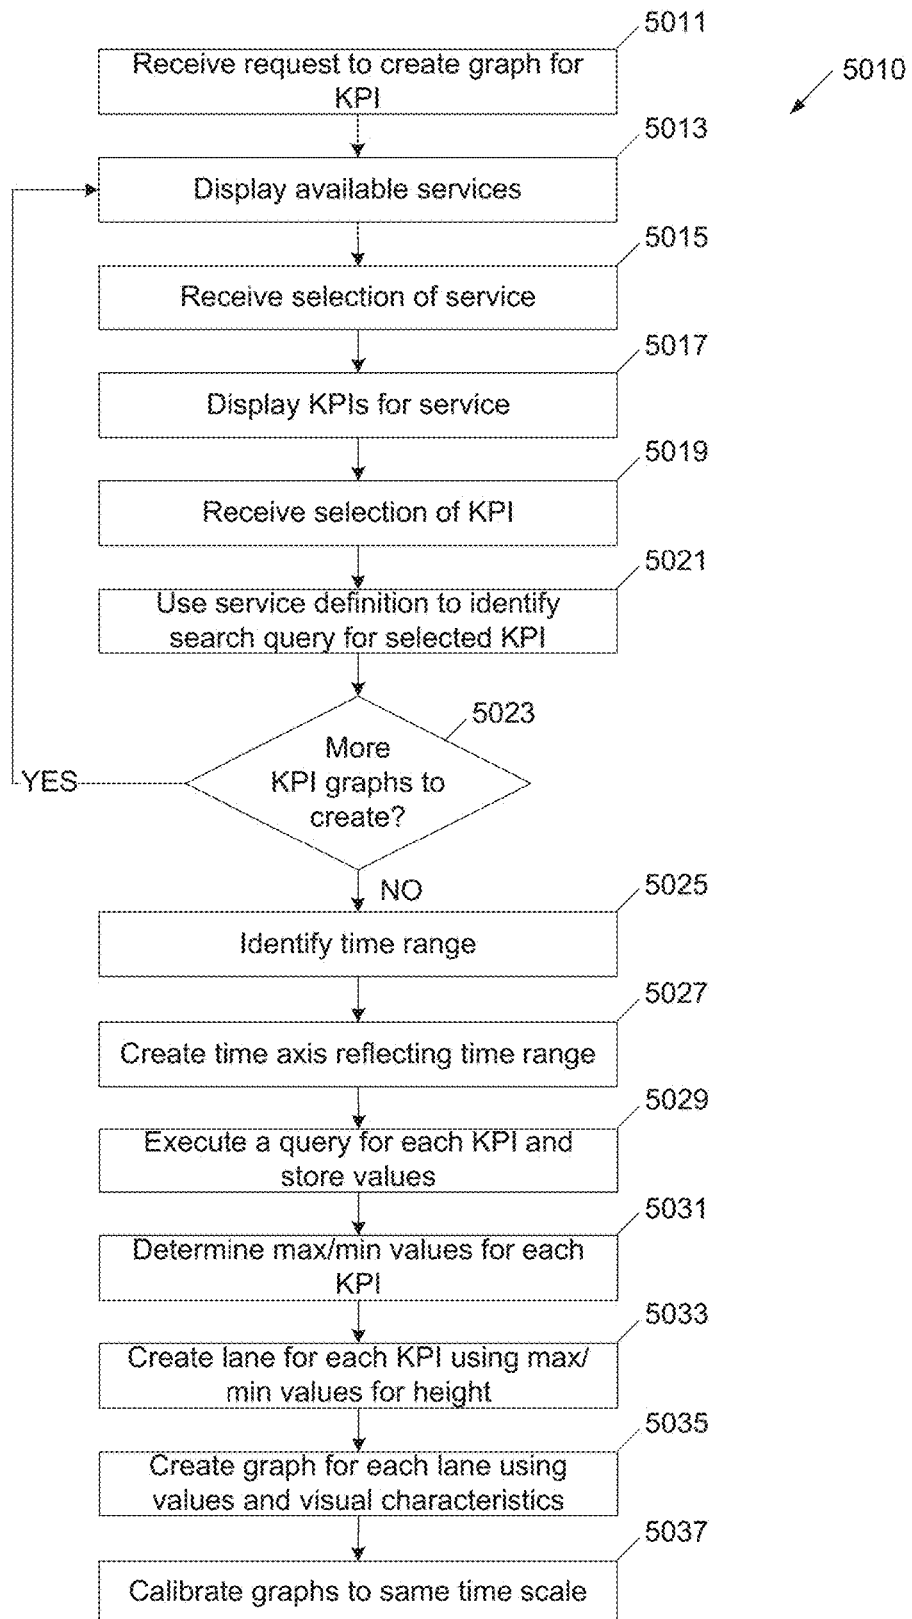 5011
Receive request to create graph for
KPI
5010
5013
Display available services
5015
Receive selection of service
5017
Display KPIs for service
5019
Receive selection of KPI
5021
Use service definition to identify
search query for selected KPI
5023
More
KPI graphs to
create?
YES
NO
5025
Identify time range
5027
Create time axis reflecting time range
5029
Execute a query for each KPI and
store values
5031
Determine max/min values for each
KPI
5033
Create lane for each KPI using max/
min values for height
5035
Create graph for each lane using
values and visual characteristics
5037
Calibrate graphs to same time scale